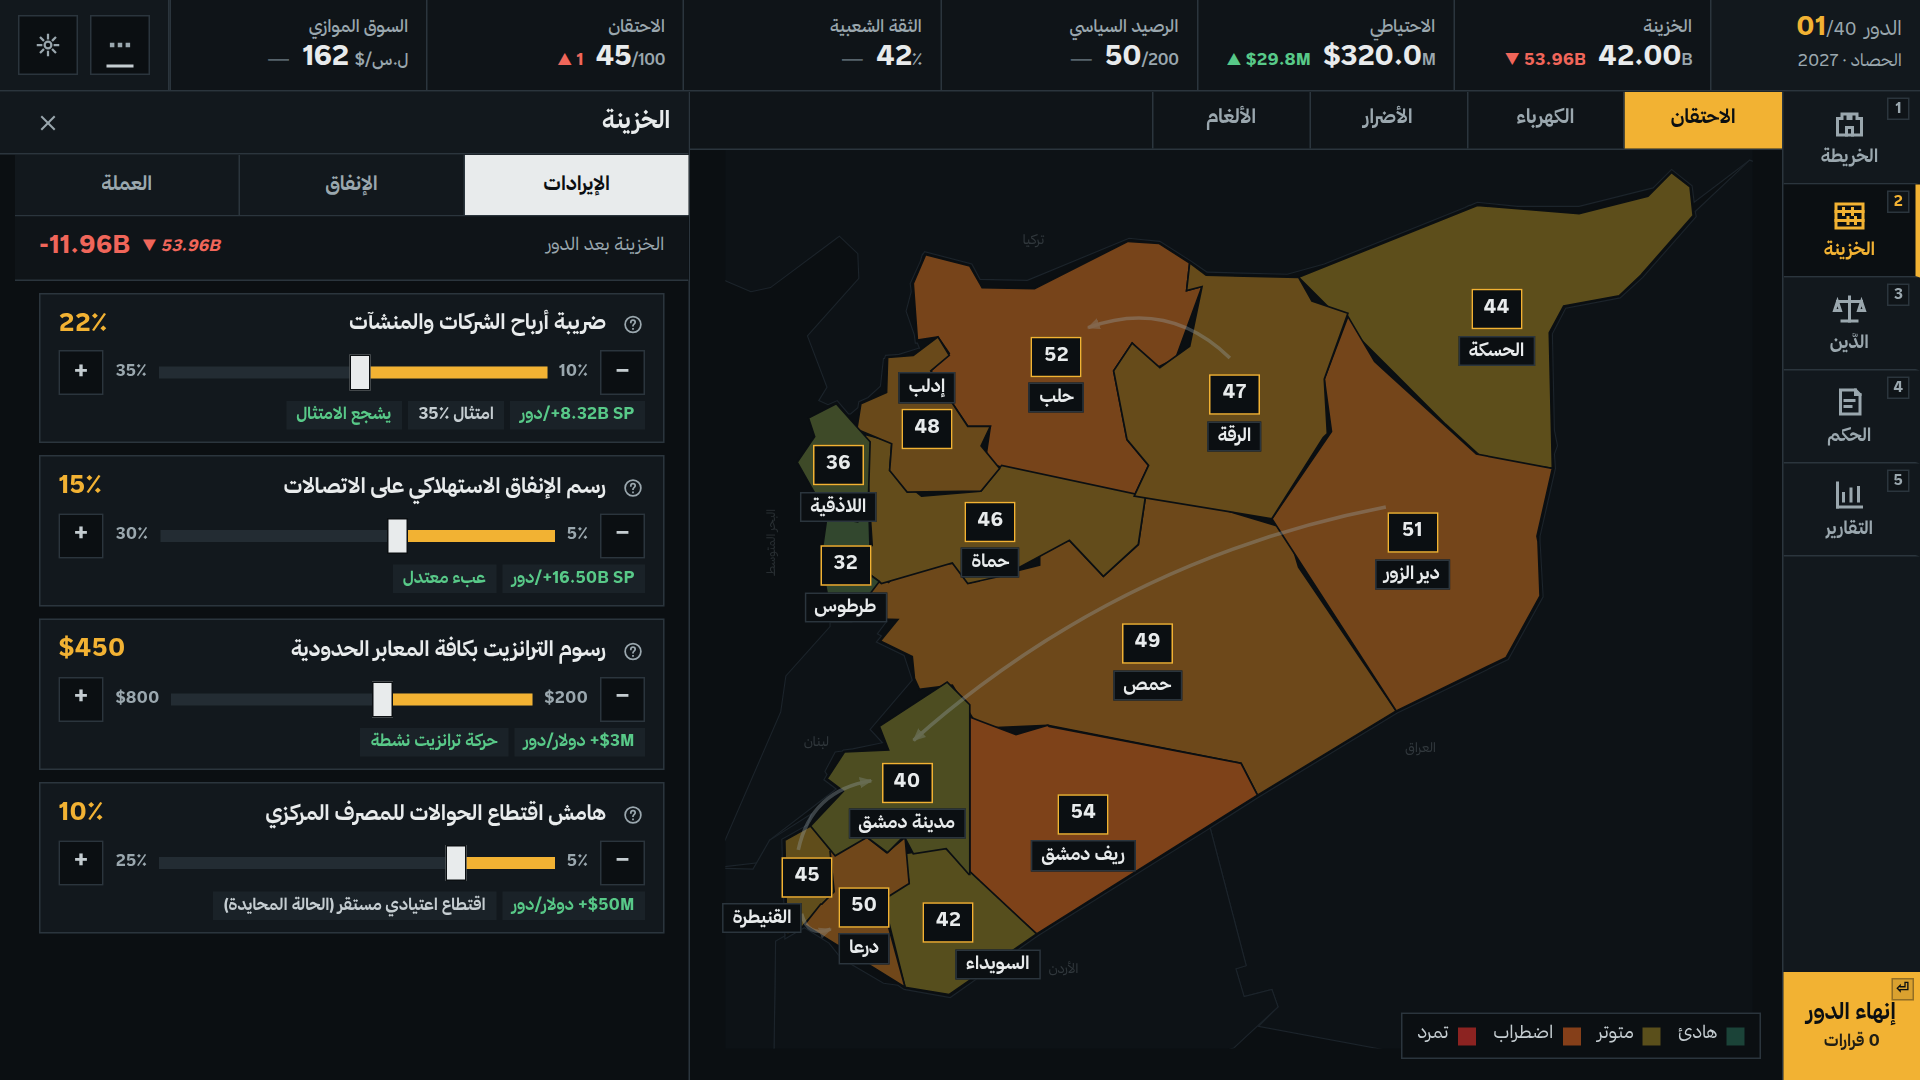 الدور 01/40
الحصاد · 2027
الخزينة
42.00B ▼ 53.96B
الاحتياطي
$320.0M ▲ $29.8M
الرصيد السياسي
50/200 —
الثقة الشعبية
42٪ —
الاحتقان
45/100 ▲ 1
السوق الموازي
162 ل.س/$ —
1
الخريطة
2
الخزينة
3
الدَّين
4
الحكم
5
التقارير
إنهاء الدور
0 قرارات
الاحتقان
الكهرباء
الأضرار
الألغام
تركيا
44
الحسكة
52
حلب
47
الرقة
إدلب
48
36
اللاذقية
46
حماة
51
دير الزور
32
طرطوس
البحر المتوسط
49
حمص
لبنان
العراق
40
مدينة دمشق
54
ريف دمشق
45
القنيطرة
50
درعا
42
السويداء
الأردن
هادئ
متوتر
اضطراب
تمرد
الخزينة
الإيرادات
الإنفاق
العملة
الخزينة بعد الدور
-11.96B ▼ 53.96B
ضريبة أرباح الشركات والمنشآت
22٪
− 10٪ 35٪ +
+8.32B SP/دور
امتثال 35٪
يشجع الامتثال
رسم الإنفاق الاستهلاكي على الاتصالات
15٪
− 5٪ 30٪ +
+16.50B SP/دور
عبء معتدل
رسوم الترانزيت بكافة المعابر الحدودية
$450
− $200 $800 +
+$3M دولار/دور
حركة ترانزيت نشطة
هامش اقتطاع الحوالات للمصرف المركزي
10٪
− 5٪ 25٪ +
+$50M دولار/دور
اقتطاع اعتيادي مستقر (الحالة المحايدة)